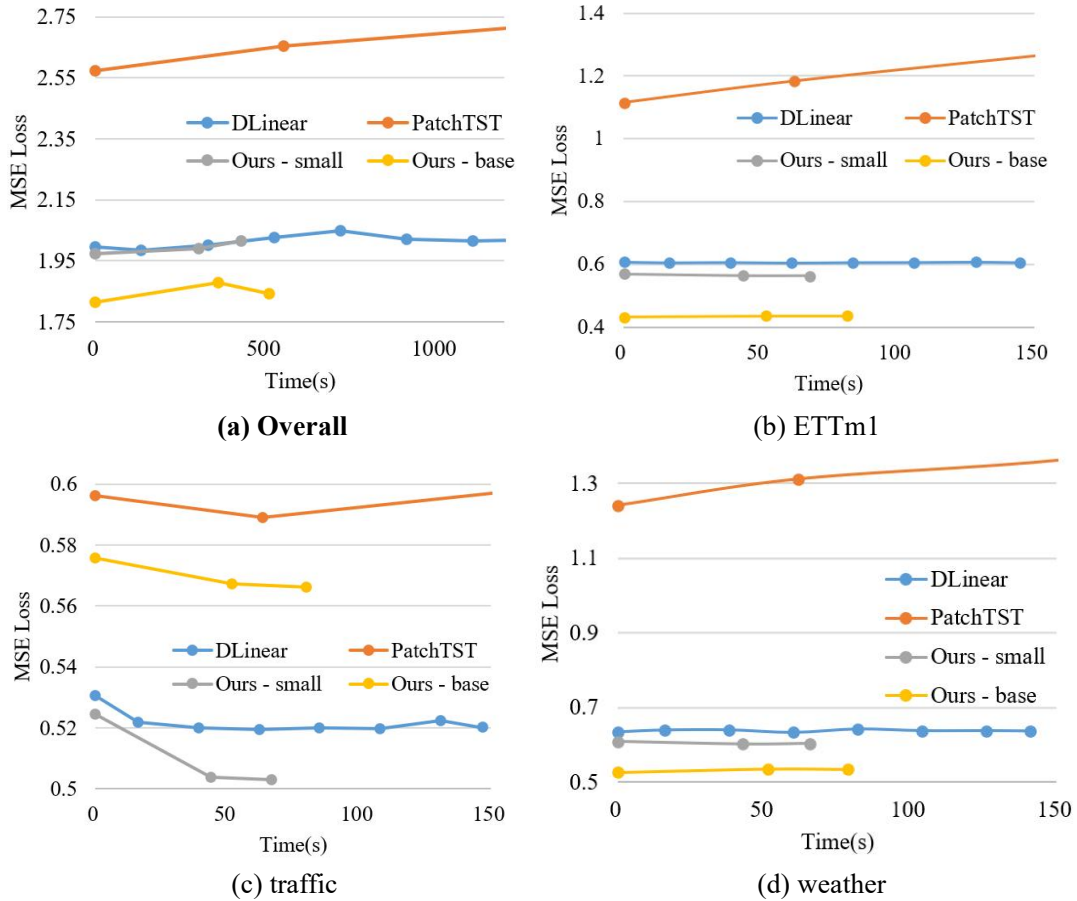 2.75
2.55
2.35
2.15
1.95
1.75
MSE Loss
DLinear
PatchTST
Ours - small
Ours - base
0
500
1000
Time(s)
(a) Overall
1.4
1.2
1
0.8
0.6
0.4
MSE Loss
DLinear
PatchTST
Ours - small
Ours - base
0
50
100
150
Time(s)
(b) ETTm1
0.6
0.58
0.56
0.54
0.52
0.5
MSE Loss
DLinear
PatchTST
Ours - small
Ours - base
0
50
100
150
Time(s)
(c) traffic
1.3
1.1
0.9
0.7
0.5
MSE Loss
DLinear
PatchTST
Ours - small
Ours - base
0
50
100
150
Time(s)
(d) weather